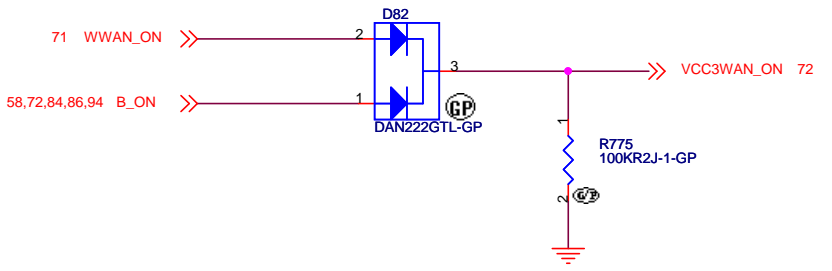 D82
71 WWAN_ON
2
3
VCC3WAN_ON 72
58,72,84,86,94 B_ON
1
GP
DAN222GTL-GP
1
R775
100KR2J-1-GP
2
G/P